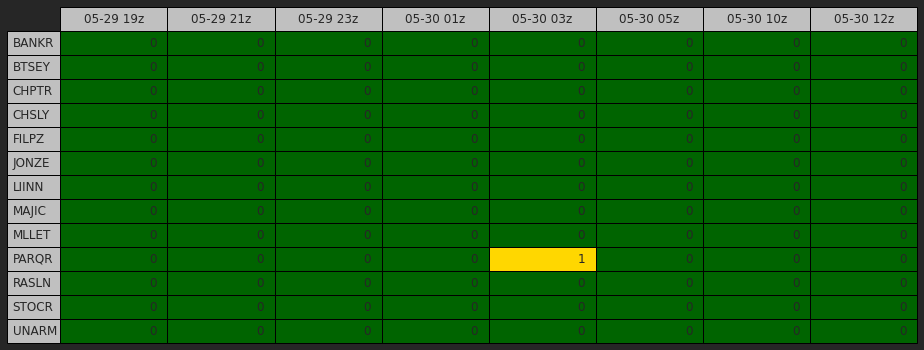 05-29 19z 05-29 21z 05-29 23z 05-30 01z 05-30 03z 05-30 05z 05-30 10z 05-30 12z
BANKR 0 0 0 0 0 0 0 0
BTSEY 0 0 0 0 0 0 0 0
CHPTR 0 0 0 0 0 0 0 0
CHSLY 0 0 0 0 0 0 0 0
FILPZ 0 0 0 0 0 0 0 0
JONZE 0 0 0 0 0 0 0 0
LIINN 0 0 0 0 0 0 0 0
MAJIC 0 0 0 0 0 0 0 0
MLLET 0 0 0 0 0 0 0 0
PARQR 0 0 0 0 1 0 0 0
RASLN 0 0 0 0 0 0 0 0
STOCR 0 0 0 0 0 0 0 0
UNARM 0 0 0 0 0 0 0 0